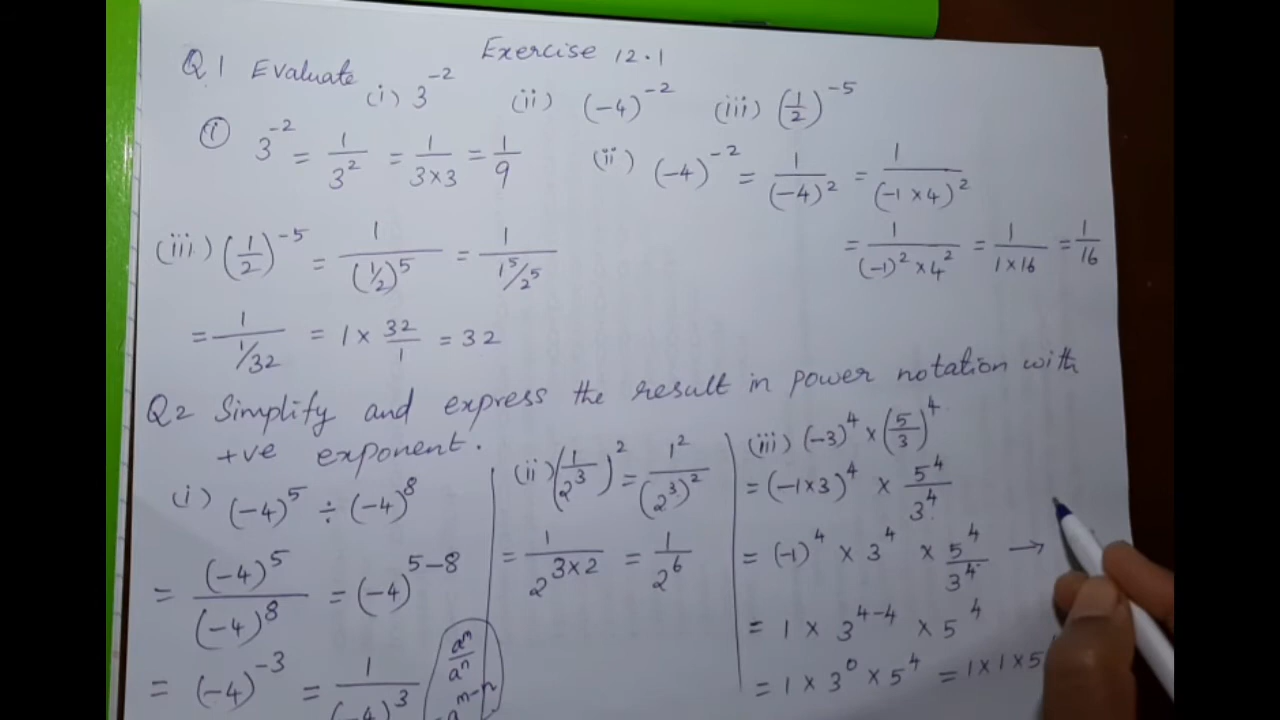 Exercise 12.1
Q1 Evaluate (i) 3^-2 (ii) (-4)^-2 (iii) (1/2)^-5
(i) 3^-2 = 1/3^2 = 1/(3×3) = 1/9
(ii) (-4)^-2 = 1/(-4)^2 = 1/(-1×4)^2
= 1/((-1)^2 × 4^2) = 1/(1×16) = 1/16
(iii) (1/2)^-5 = 1/(1/2)^5 = 1/(1^5/2^5)
= 1/(1/32) = 1 × 32/1 = 32
Q2 Simplify and express the result in power notation with
+ve exponent.
(i) (-4)^5 ÷ (-4)^8
= (-4)^5/(-4)^8 = (-4)^5-8
= (-4)^-3 = 1/(-4)^3
a^m/a^n
a^m-n
(ii) (1/2^3)^2 = 1^2/(2^3)^2
= 1/2^3×2 = 1/2^6
(iii) (-3)^4 × (5/3)^4
= (-1×3)^4 × 5^4/3^4
= (-1)^4 × 3^4 × 5^4/3^4 →
= 1 × 3^4-4 × 5^4
= 1 × 3^0 × 5^4 = 1×1×5